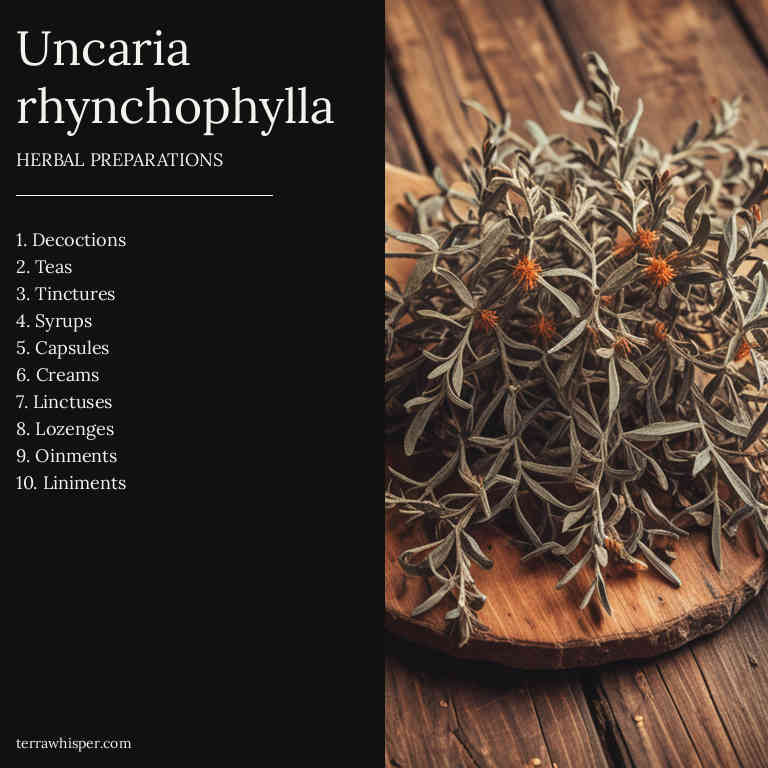 Uncaria
rhynchophylla
HERBAL PREPARATIONS
1. Decoctions
2. Teas
3. Tinctures
4. Syrups
5. Capsules
6. Creams
7. Linctuses
8. Lozenges
9. Oinments
10. Liniments
terrawhisper.com